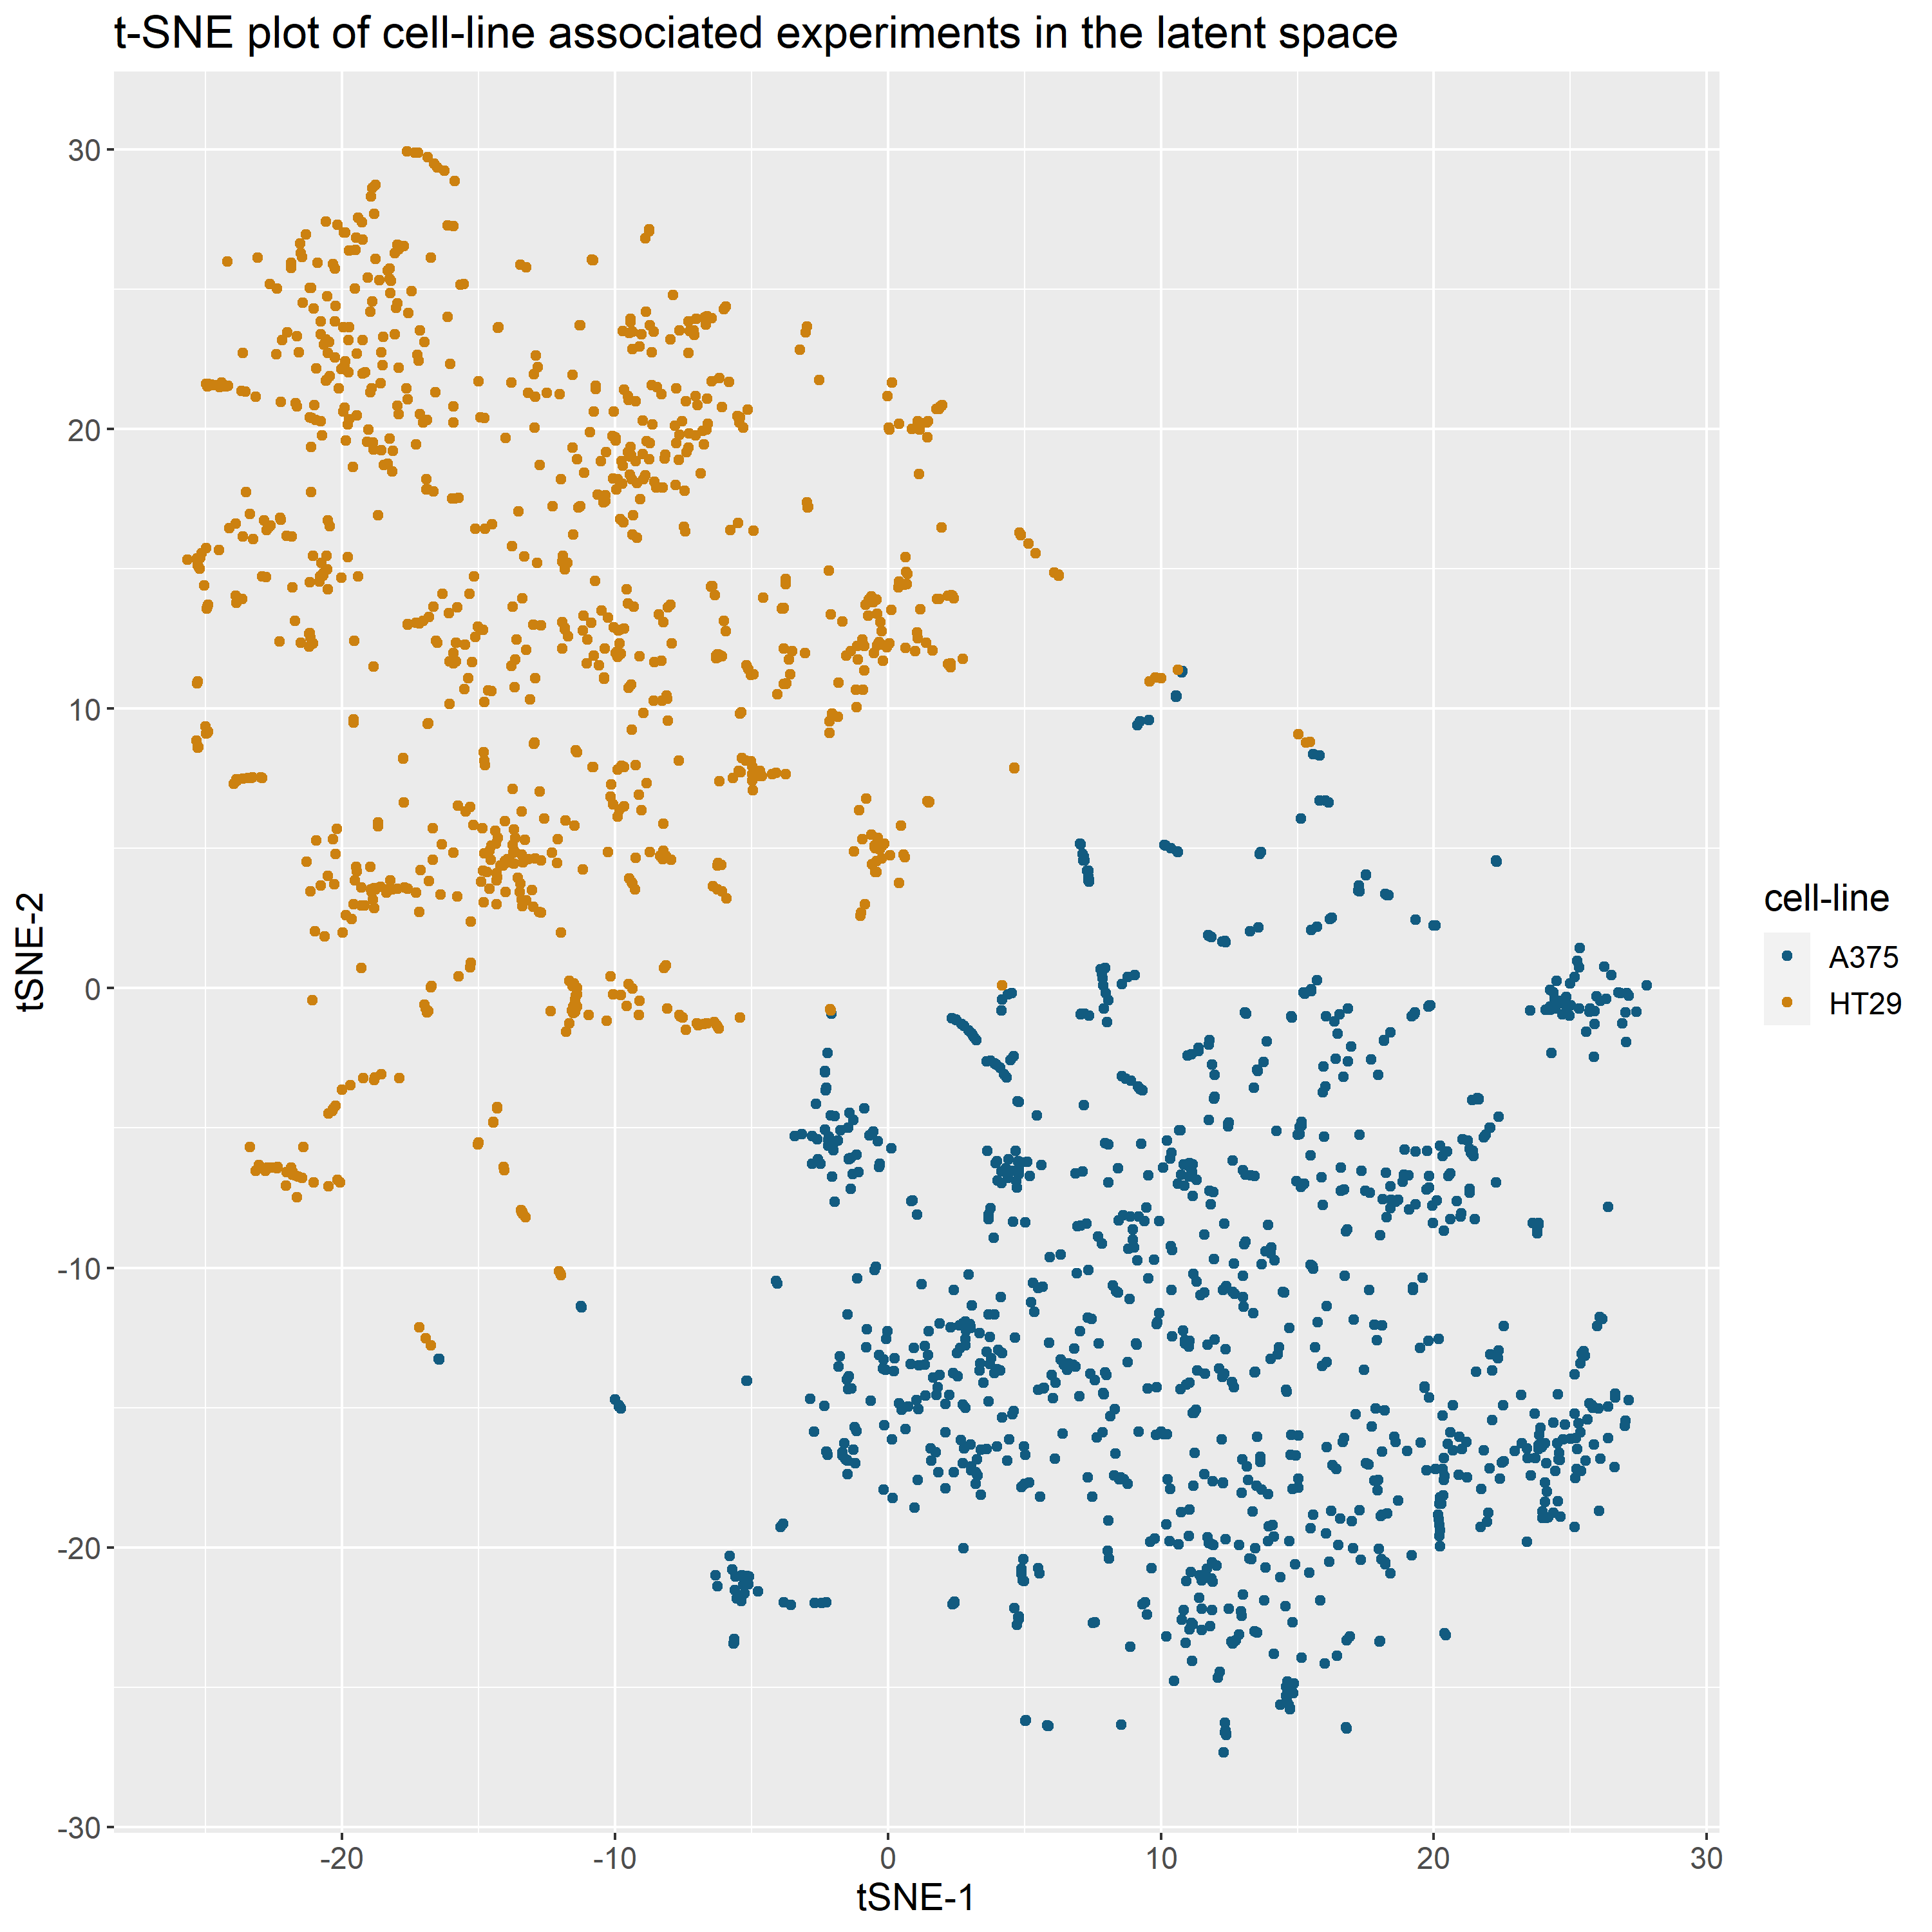 t-SNE plot of cell-line associated experiments in the latent space
30
20
10
0
-10
-20
-30
tSNE-2
-20
-10
0
10
20
30
tSNE-1
cell-line
A375
HT29